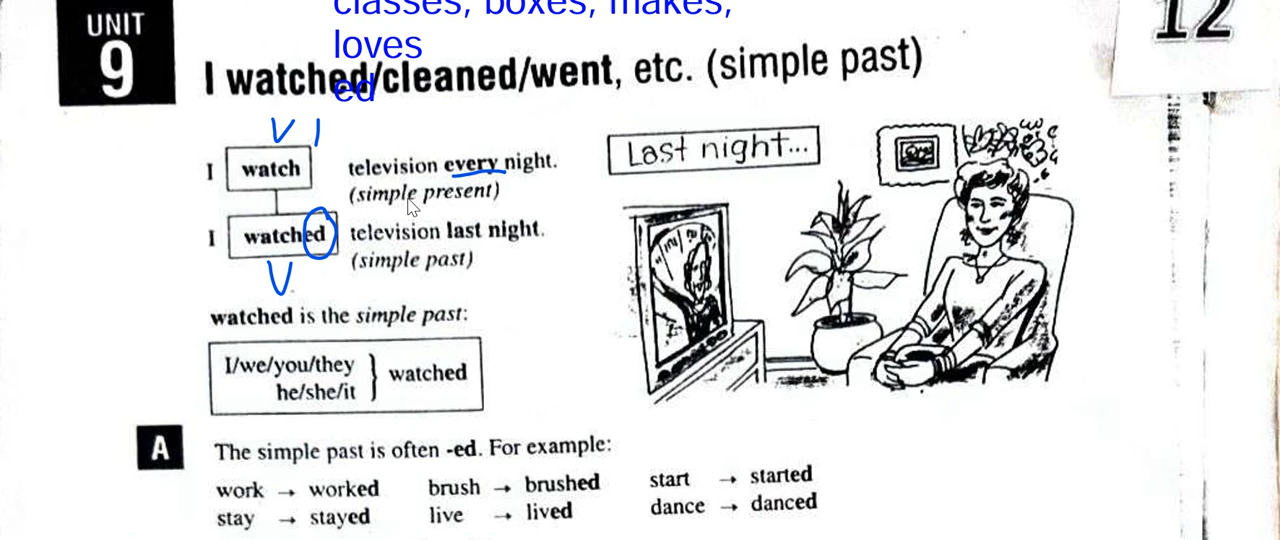 classes, boxes, makes,
loves
ed
UNIT
9
12
I watched/cleaned/went, etc. (simple past)
V I
I watch television every night.
(simple present)
I watched television last night.
(simple past)
V
Last night...
watched is the simple past:
I/we/you/they
he/she/it } watched
A The simple past is often -ed. For example:
work → worked brush → brushed start → started
stay → stayed live → lived dance → danced